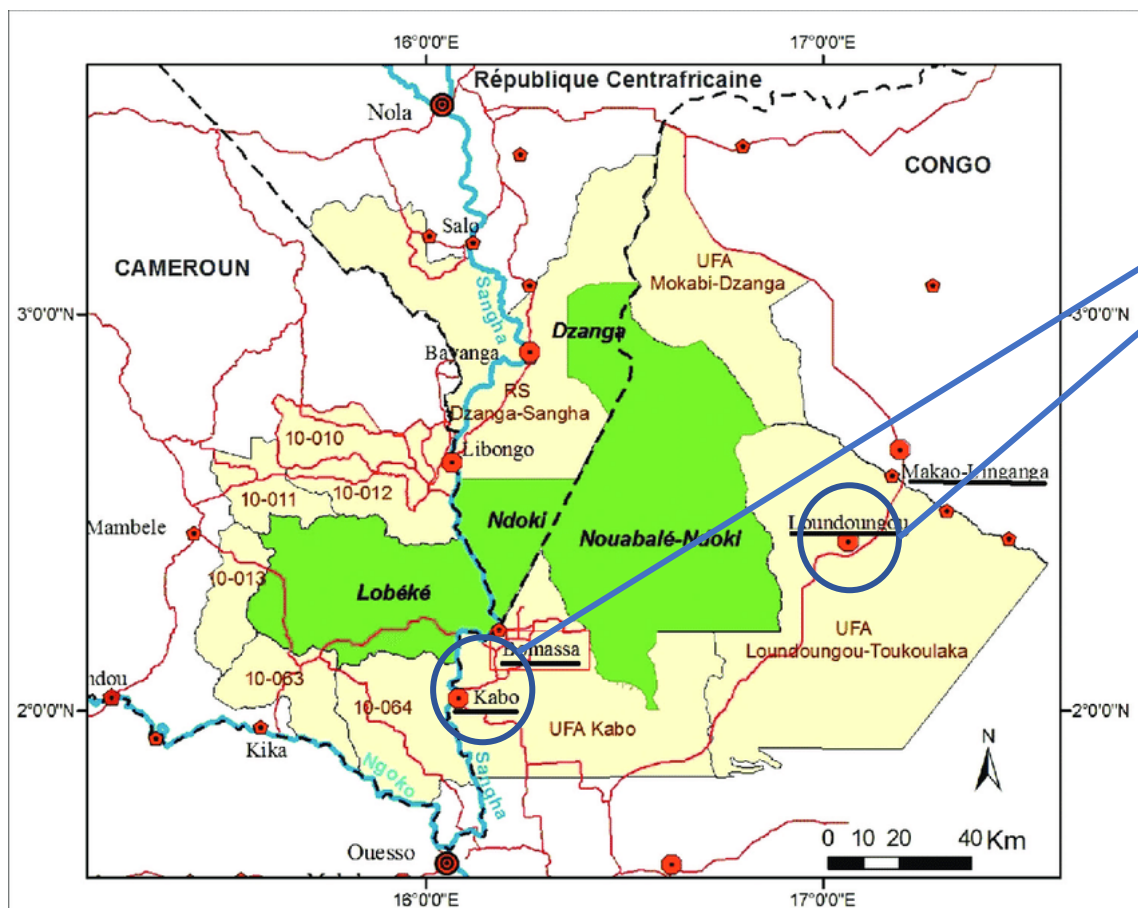 16°0'0"E
17°0'0"E
République Centrafricaine
Nola
CONGO
Salo
UFA
Mokabi-Dzanga
CAMEROUN
Sangha
3°0'0"N
3°0'0"N
Dzanga
Bayanga
RS
Dzanga-Sangha
10-010
Libongo
Makao-Linganga
10-011
10-012
Ndoki
Nouabalé-Ndoki
Loundoungou
Mambele
10-013
Lobéké
UFA
Loundoungou-Toukoulaka
Bomassa
10-063
ndou
Kabo
10-064
2°0'0"N
2°0'0"N
UFA Kabo
Kika
Ngoko
Sangha
N
0 10 20 40 Km
Ouesso
16°0'0"E
17°0'0"E